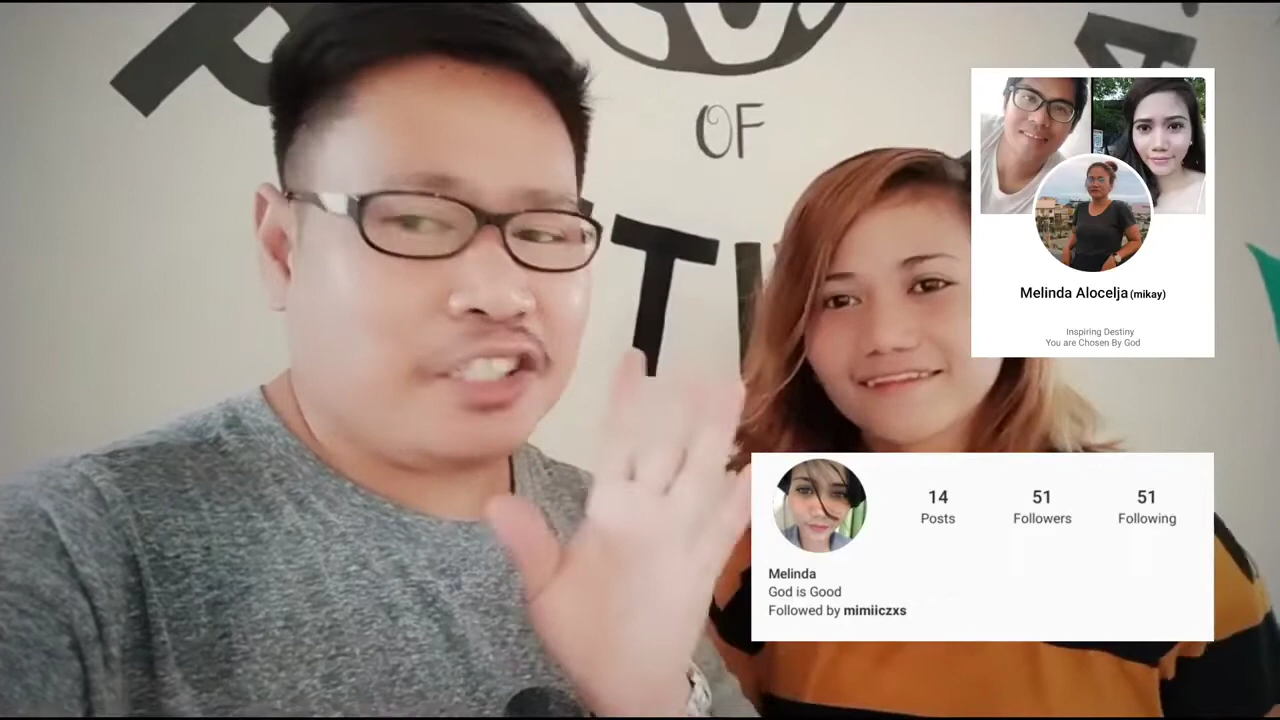 OF
Melinda Alocelja (mikay)
Inspiring Destiny
You are Chosen By God
14
51
51
Posts
Followers
Following
Melinda
God is Good
Followed by mimiiczxs